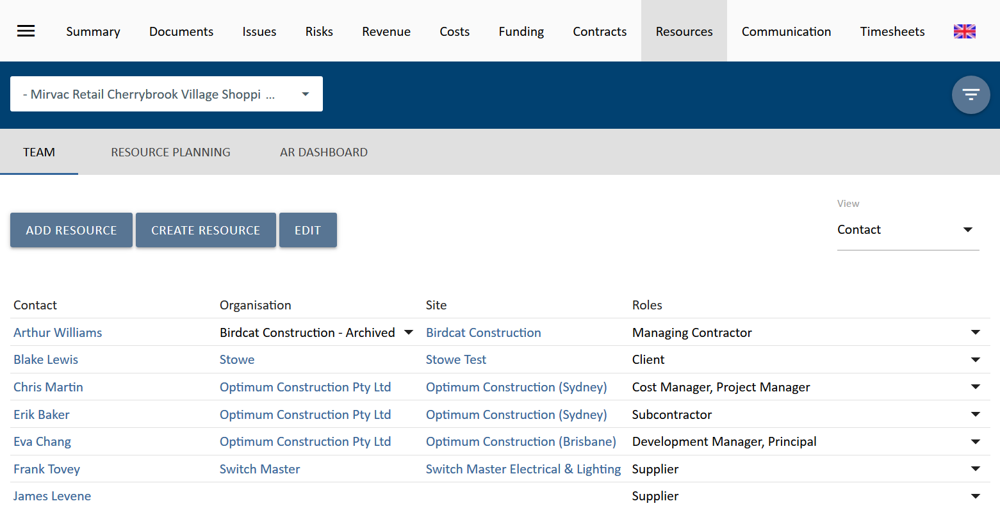 Summary Documents Issues Risks Revenue Costs Funding Contracts Resources Communication Timesheets
- Mirvac Retail Cherrybrook Village Shoppi ...
TEAM RESOURCE PLANNING AR DASHBOARD
View
ADD RESOURCE CREATE RESOURCE EDIT Contact
Contact Organisation Site Roles
Arthur Williams Birdcat Construction - Archived Birdcat Construction Managing Contractor
Blake Lewis Stowe Stowe Test Client
Chris Martin Optimum Construction Pty Ltd Optimum Construction (Sydney) Cost Manager, Project Manager
Erik Baker Optimum Construction Pty Ltd Optimum Construction (Sydney) Subcontractor
Eva Chang Optimum Construction Pty Ltd Optimum Construction (Brisbane) Development Manager, Principal
Frank Tovey Switch Master Switch Master Electrical & Lighting Supplier
James Levene Supplier